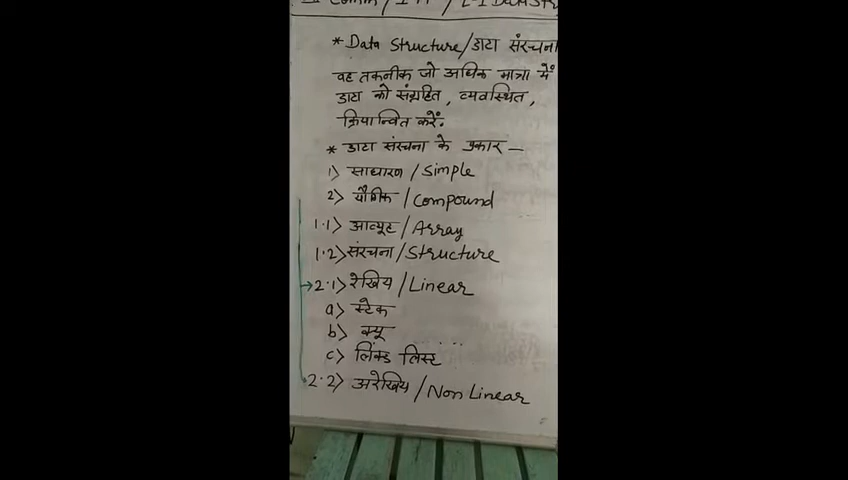 * Data Structure/डाटा संरचना
वह तकनीक जो अधिक मात्रा में
डाटा को संग्रहित, व्यवस्थित,
क्रियान्वित करें.
* डाटा संरचना के प्रकार —
1> साधारण / Simple
2> यौगिक / Compound
1.1> आव्यूह / Array
1.2> संरचना / Structure
→ 2.1> रेखिय / Linear
a> स्टेक
b> क्यू
c> लिंक्ड लिस्ट
2.2> अरेखिय / Non Linear